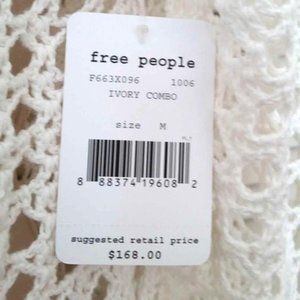 free people
F663X096 1006
IVORY COMBO
size M
8 88374 19608 2
suggested retail price
$168.00